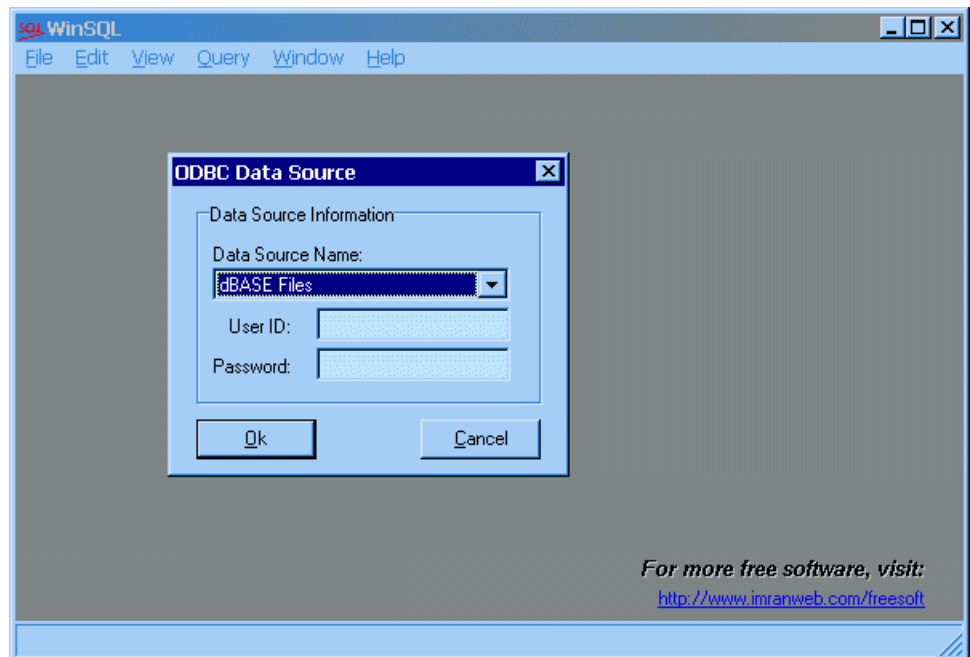 SQL WinSQL
File Edit View Query Window Help
ODBC Data Source
Data Source Information
Data Source Name:
dBASE Files
User ID:
Password:
Ok Cancel
For more free software, visit:
http://www.imranweb.com/freesoft